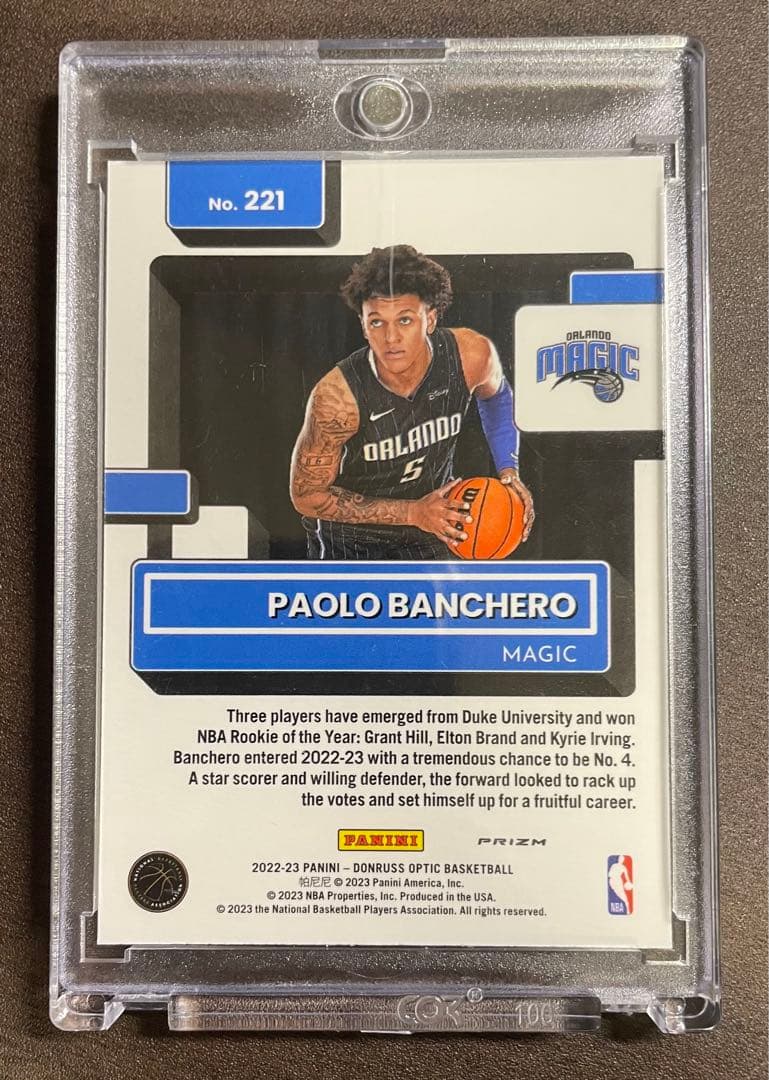 No. 221
ORLANDO
MAGIC
Disney
ORLANDO
5
PAOLO BANCHERO
MAGIC
Three players have emerged from Duke University and won
NBA Rookie of the Year: Grant Hill, Elton Brand and Kyrie Irving.
Banchero entered 2022-23 with a tremendous chance to be No. 4.
A star scorer and willing defender, the forward looked to rack up
the votes and set himself up for a fruitful career.
PANINI
PRIZM
2022-23 PANINI – DONRUSS OPTIC BASKETBALL
帕尼尼 © 2023 Panini America, Inc.
© 2023 NBA Properties, Inc. Produced in the USA.
© 2023 the National Basketball Players Association. All rights reserved.
NBA
100